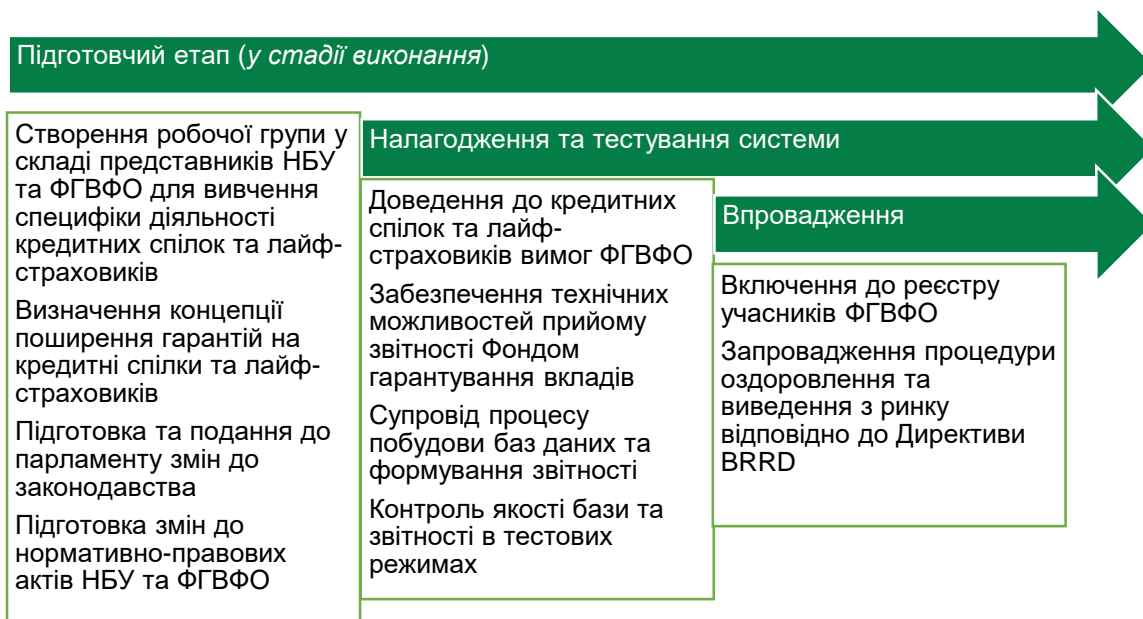 Підготовчий етап (у стадії виконання)
Створення робочої групи у
складі представників НБУ
та ФГВФО для вивчення
специфіки діяльності
кредитних спілок та лайф-
страховиків
Визначення концепції
поширення гарантій на
кредитні спілки та лайф-
страховиків
Підготовка та подання до
парламенту змін до
законодавства
Підготовка змін до
нормативно-правових
актів НБУ та ФГВФО
Налагодження та тестування системи
Доведення до кредитних
спілок та лайф-
страховиків вимог ФГВФО
Забезпечення технічних
можливостей прийому
звітності Фондом
гарантування вкладів
Супровід процесу
побудови баз даних та
формування звітності
Контроль якості бази та
звітності в тестових
режимах
Впровадження
Включення до реєстру
учасників ФГВФО
Запровадження процедури
оздоровлення та
виведення з ринку
відповідно до Директиви
BRRD